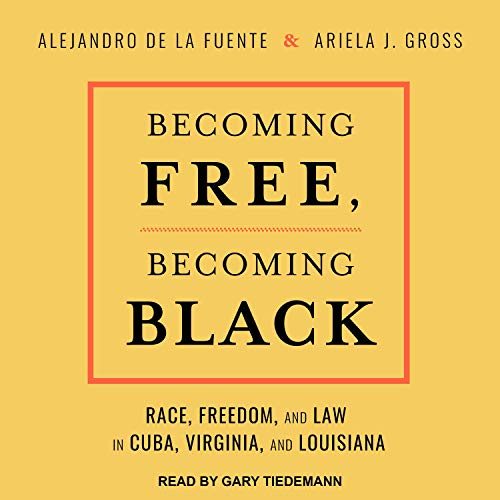 ALEJANDRO DE LA FUENTE & ARIELA J. GROSS
BECOMING
FREE,
BECOMING
BLACK
RACE, FREEDOM, AND LAW
IN CUBA, VIRGINIA, AND LOUISIANA
READ BY GARY TIEDEMANN